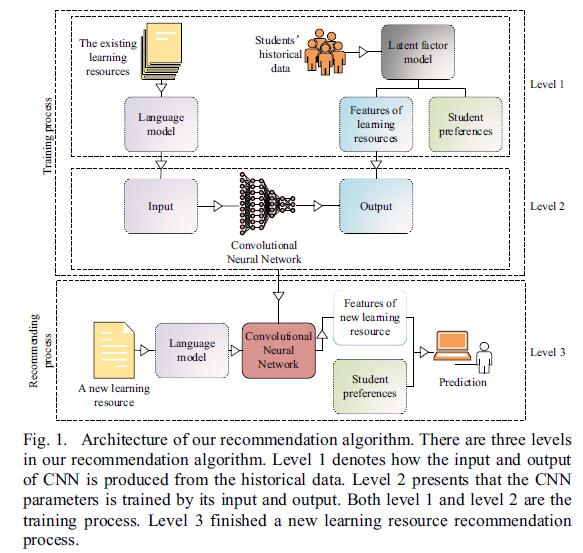 The existing
learning
resources
Students'
historical
data
Latent factor
model
Level 1
Language
model
Features of
learning
resources
Student
preferences
Training process
Input
Convolutional
Neural Network
Output
Level 2
Recommending
process
A new learning
resource
Language
model
Convolutional
Neural
Network
Features of
new learning
resource
Student
preferences
Prediction
Level 3
Fig. 1. Architecture of our recommendation algorithm. There are three levels
in our recommendation algorithm. Level 1 denotes how the input and output
of CNN is produced from the historical data. Level 2 presents that the CNN
parameters is trained by its input and output. Both level 1 and level 2 are the
training process. Level 3 finished a new learning resource recommendation
process.